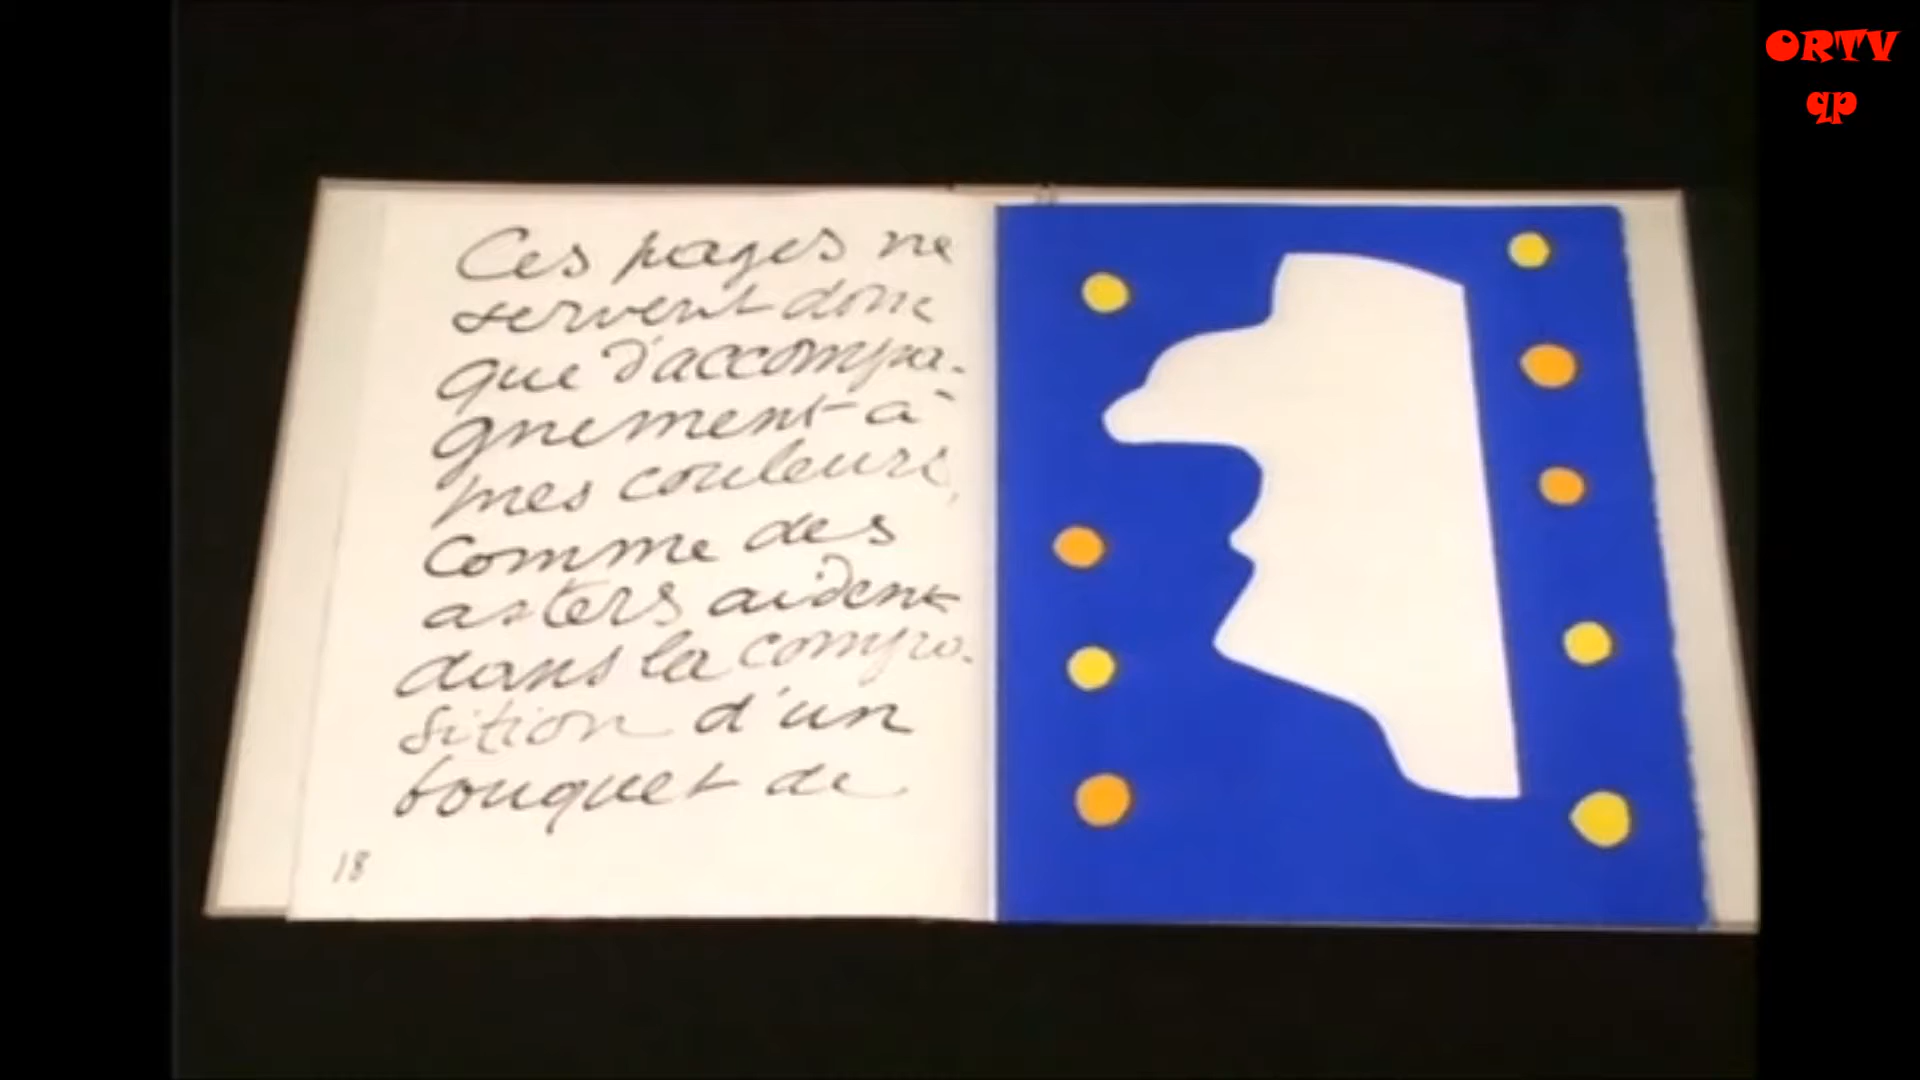 Ces pages ne
servent donc
que d'accompa-
gnement à
mes couleurs,
comme des
asters aident
dans la compo-
sition d'un
bouquet de
18
ORTV
qp